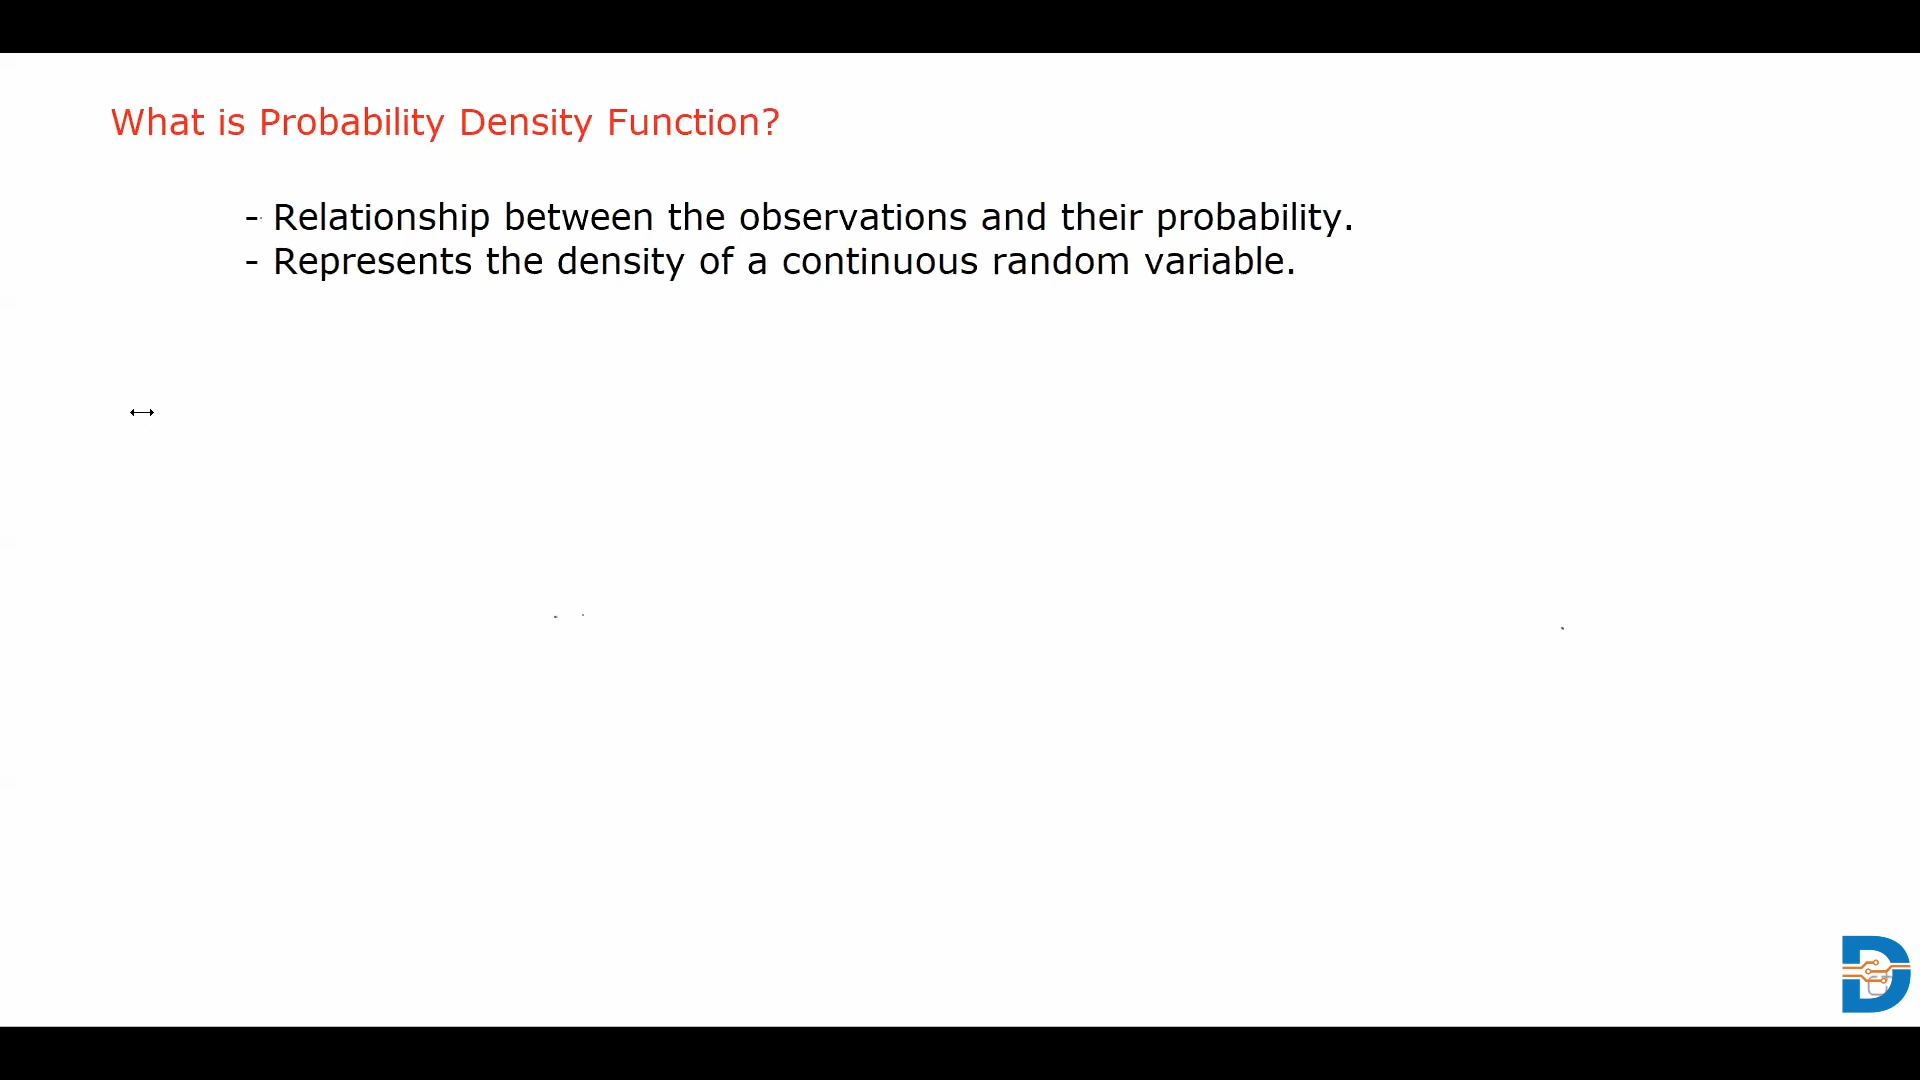 What is Probability Density Function?
- Relationship between the observations and their probability.
- Represents the density of a continuous random variable.